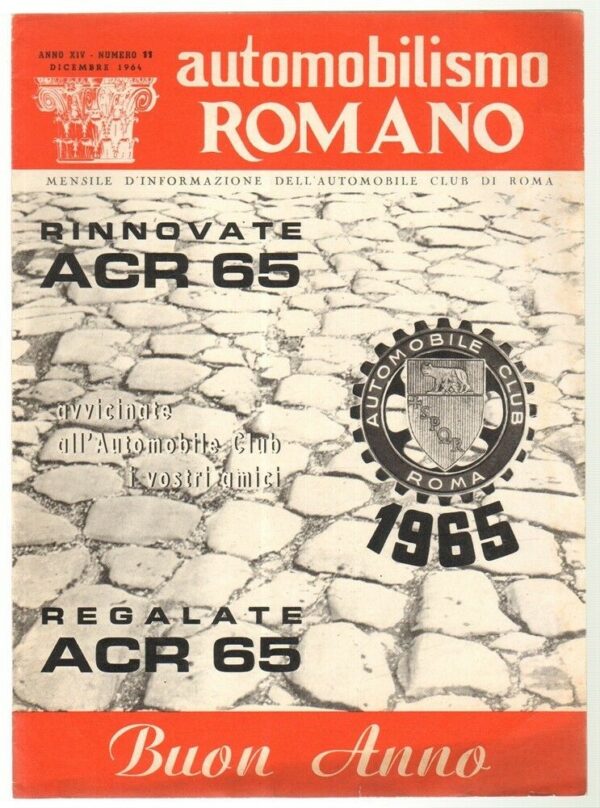 ANNO XIV - NUMERO 11
DICEMBRE 1964
automobilismo
ROMANO
MENSILE D'INFORMAZIONE DELL'AUTOMOBILE CLUB DI ROMA
RINNOVATE
ACR 65
avvicinate
all'Automobile Club
i vostri amici
AUTOMOBILE CLUB
S.P.Q.R.
ROMA
1965
REGALATE
ACR 65
Buon Anno